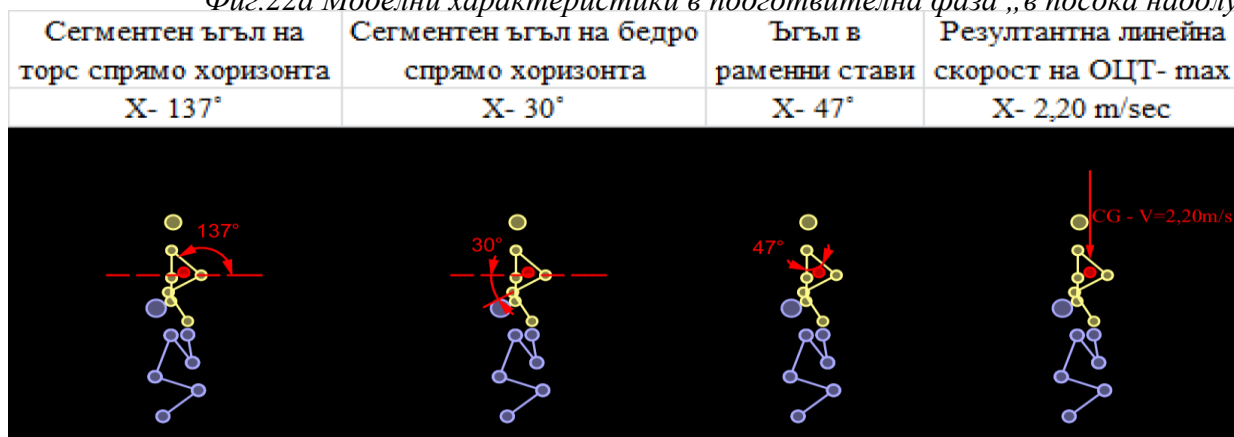 Фиг.22а Моделни характеристики в подготвителна фаза „в посока надолу
Сегментен ъгъл на торс спрямо хоризонта
Сегментен ъгъл на бедро спрямо хоризонта
Ъгъл в раменни стави
Резултантна линейна скорост на ОЦТ- max
X- 137˚
X- 30˚
X- 47˚
X- 2,20 m/sec
137°
30°
47°
CG - V=2,20m/s